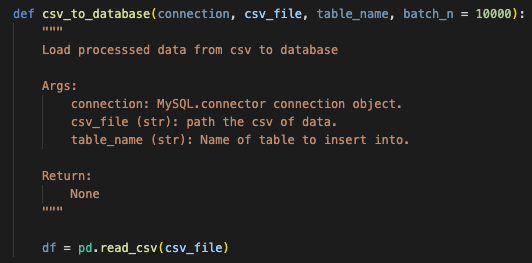 def csv_to_database(connection, csv_file, table_name, batch_n = 10000):
"""
Load processsed data from csv to database
Args:
connection: MySQL.connector connection object.
csv_file (str): path the csv of data.
table_name (str): Name of table to insert into.
Return:
None
"""
df = pd.read_csv(csv_file)